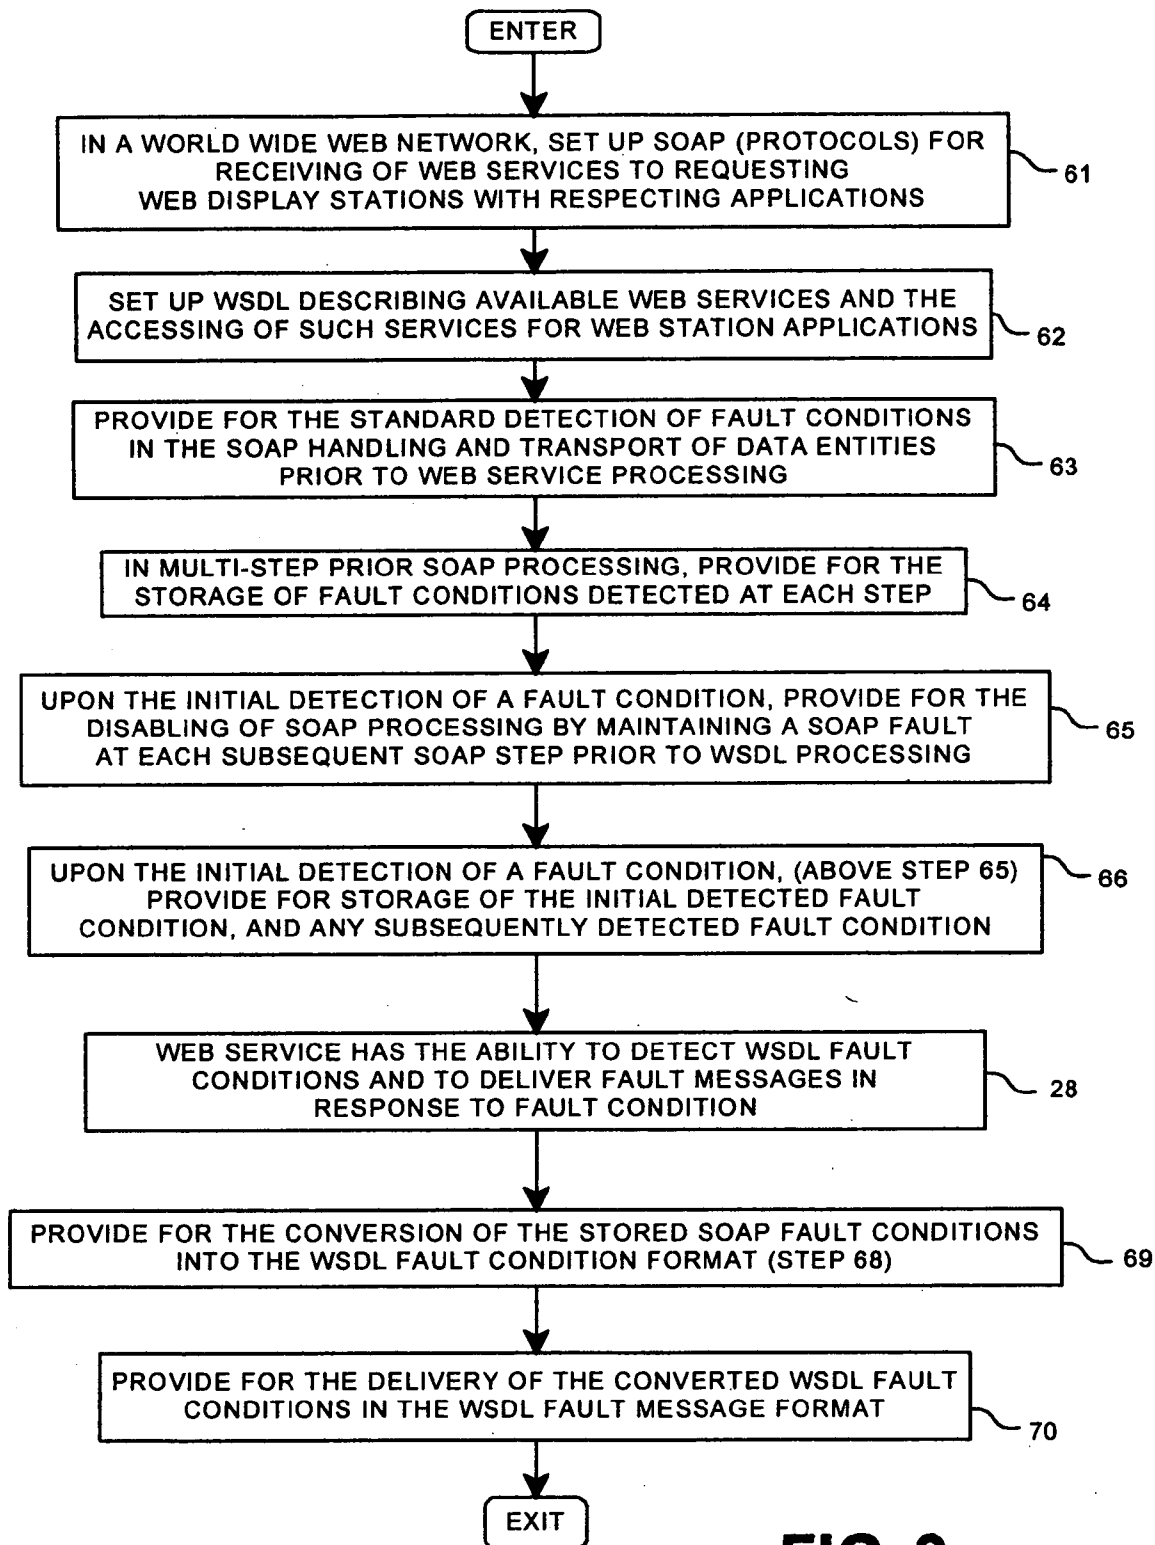 ENTER
IN A WORLD WIDE WEB NETWORK, SET UP SOAP (PROTOCOLS) FOR
RECEIVING OF WEB SERVICES TO REQUESTING
WEB DISPLAY STATIONS WITH RESPECTING APPLICATIONS
61
SET UP WSDL DESCRIBING AVAILABLE WEB SERVICES AND THE
ACCESSING OF SUCH SERVICES FOR WEB STATION APPLICATIONS
62
PROVIDE FOR THE STANDARD DETECTION OF FAULT CONDITIONS
IN THE SOAP HANDLING AND TRANSPORT OF DATA ENTITIES
PRIOR TO WEB SERVICE PROCESSING
63
IN MULTI-STEP PRIOR SOAP PROCESSING, PROVIDE FOR THE
STORAGE OF FAULT CONDITIONS DETECTED AT EACH STEP
64
UPON THE INITIAL DETECTION OF A FAULT CONDITION, PROVIDE FOR THE
DISABLING OF SOAP PROCESSING BY MAINTAINING A SOAP FAULT
AT EACH SUBSEQUENT SOAP STEP PRIOR TO WSDL PROCESSING
65
UPON THE INITIAL DETECTION OF A FAULT CONDITION, (ABOVE STEP 65)
PROVIDE FOR STORAGE OF THE INITIAL DETECTED FAULT
CONDITION, AND ANY SUBSEQUENTLY DETECTED FAULT CONDITION
66
WEB SERVICE HAS THE ABILITY TO DETECT WSDL FAULT
CONDITIONS AND TO DELIVER FAULT MESSAGES IN
RESPONSE TO FAULT CONDITION
28
PROVIDE FOR THE CONVERSION OF THE STORED SOAP FAULT CONDITIONS
INTO THE WSDL FAULT CONDITION FORMAT (STEP 68)
69
PROVIDE FOR THE DELIVERY OF THE CONVERTED WSDL FAULT
CONDITIONS IN THE WSDL FAULT MESSAGE FORMAT
70
EXIT
FIG.